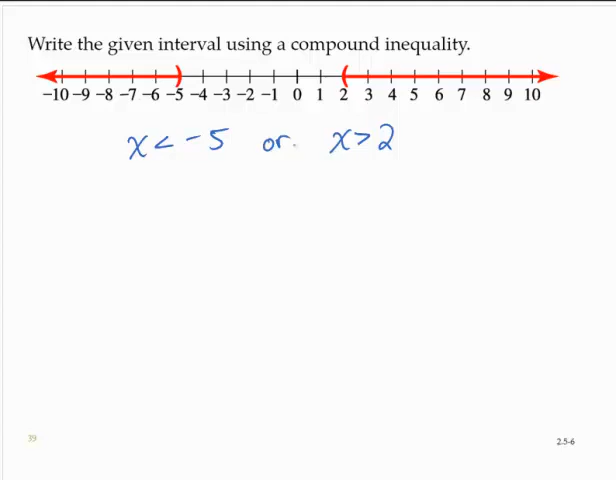 Write the given interval using a compound inequality.
−10 −9 −8 −7 −6 −5 −4 −3 −2 −1 0 1 2 3 4 5 6 7 8 9 10
x < -5 or x > 2
39
2.5-6